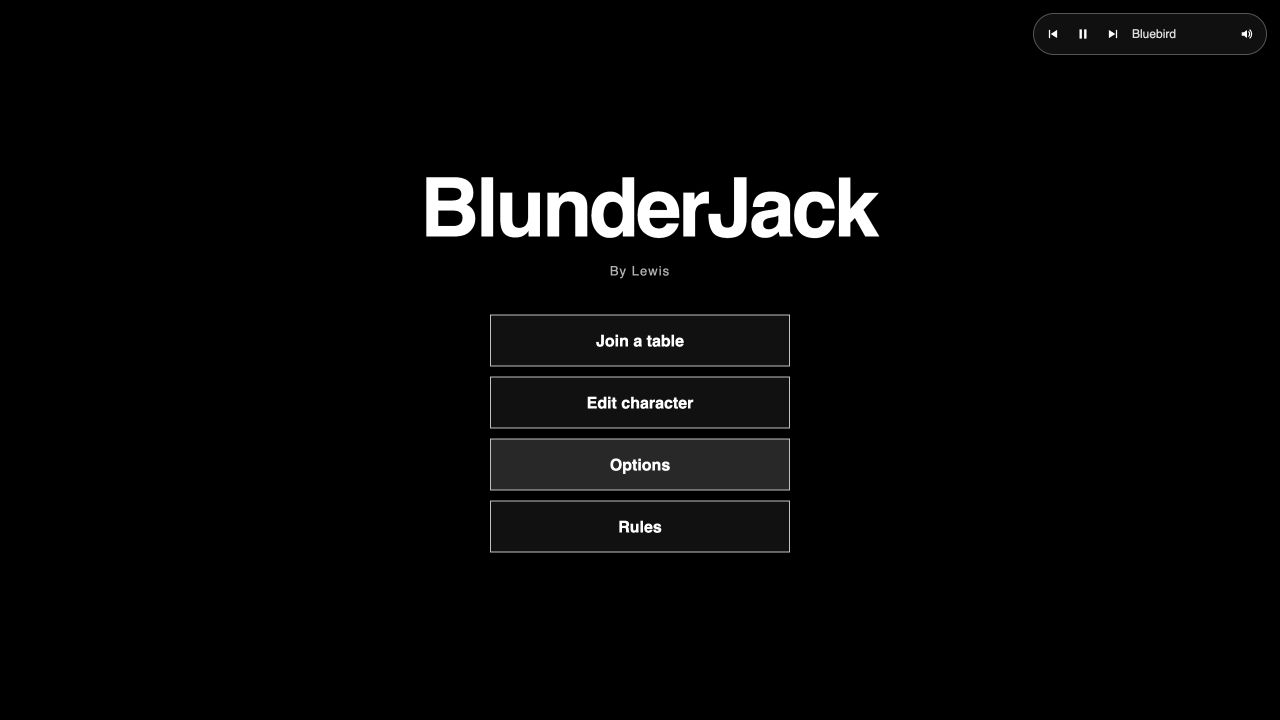 Bluebird
BlunderJack
By Lewis
Join a table
Edit character
Options
Rules